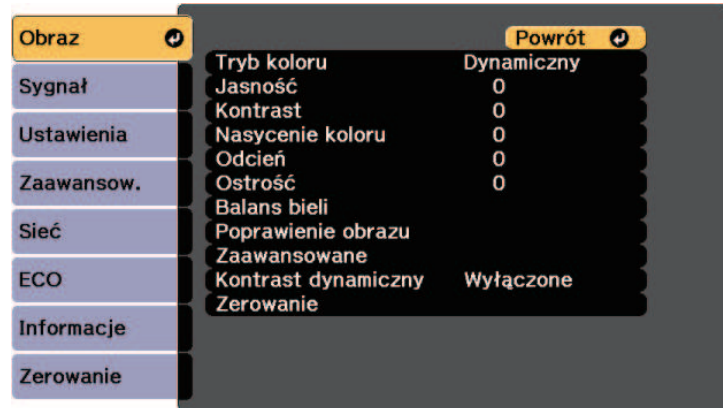 Obraz
Sygnał
Ustawienia
Zaawansow.
Sieć
ECO
Informacje
Zerowanie
Powrót
Tryb koloru Dynamiczny
Jasność 0
Kontrast 0
Nasycenie koloru 0
Odcień 0
Ostrość 0
Balans bieli
Poprawienie obrazu
Zaawansowane
Kontrast dynamiczny Wyłączone
Zerowanie